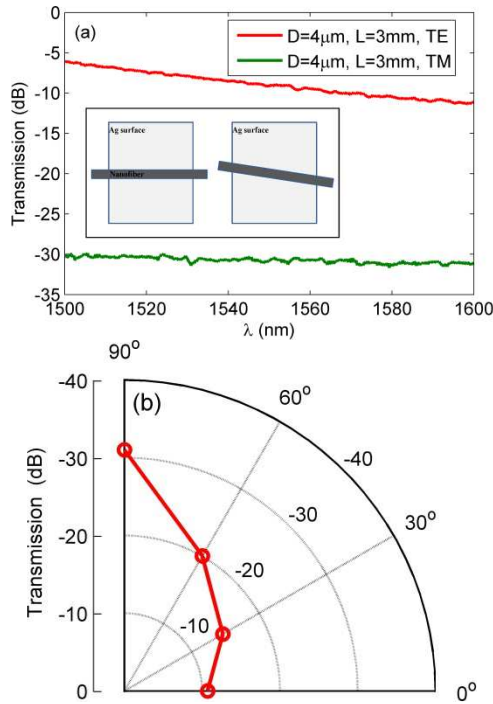 (a)
D=4μm, L=3mm, TE
D=4μm, L=3mm, TM
Transmission (dB)
0
-5
-10
-15
-20
-25
-30
-35
Ag surface
Ag surface
Nanofiber
1500 1520 1540 1560 1580 1600
λ (nm)
(b)
Transmission (dB)
-40
-30
-20
-10
0
90°
60°
30°
0°
-40
-30
-20
-10